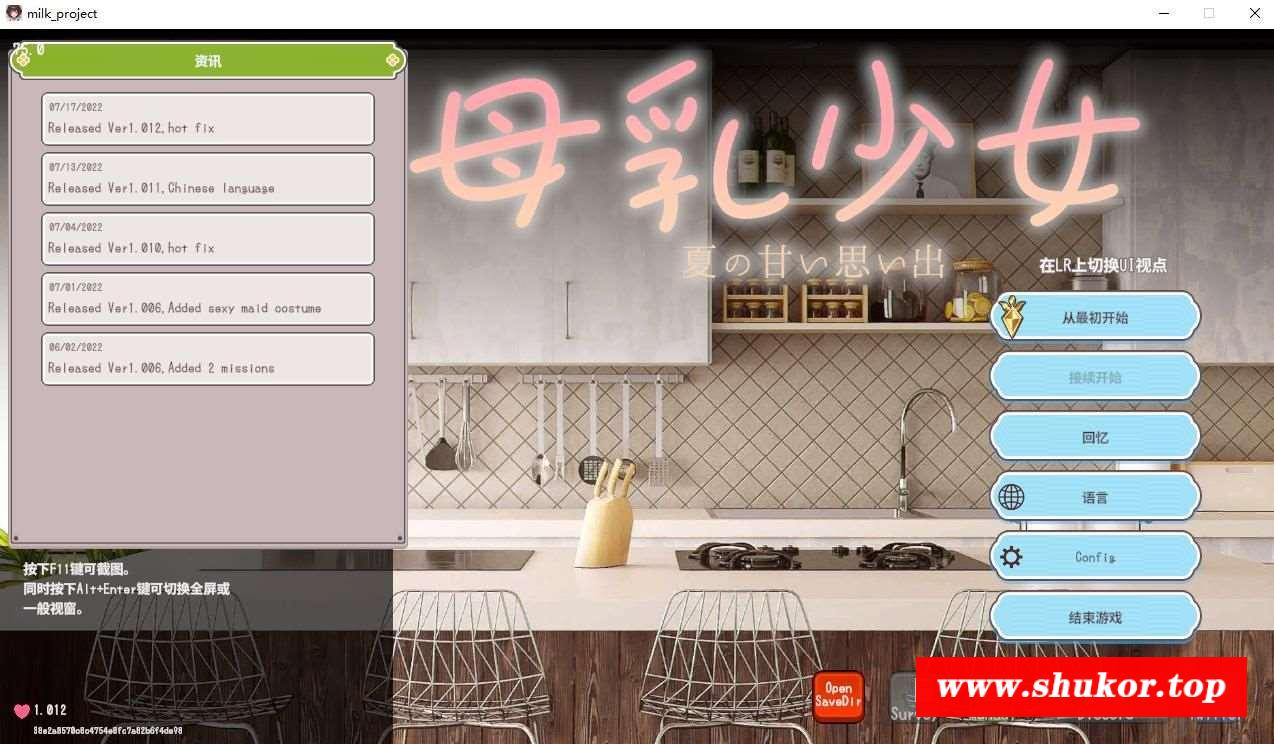 milk_project
75.0
资讯
07/17/2022
Released Ver1.012,hot fix
07/13/2022
Released Ver1.011,Chinese language
07/04/2022
Released Ver1.010,hot fix
07/01/2022
Released Ver1.006,Added sexy maid costume
06/02/2022
Released Ver1.006,Added 2 missions
母乳少女
夏の甘い思い出
在LR上切换UI视点
从最初开始
接续开始
回忆
语言
Config
结束游戏
按下F11键可截图。
同时按下Alt+Enter键可切换全屏或
一般视窗。
Open
SaveDir
www.shukor.top
1.012